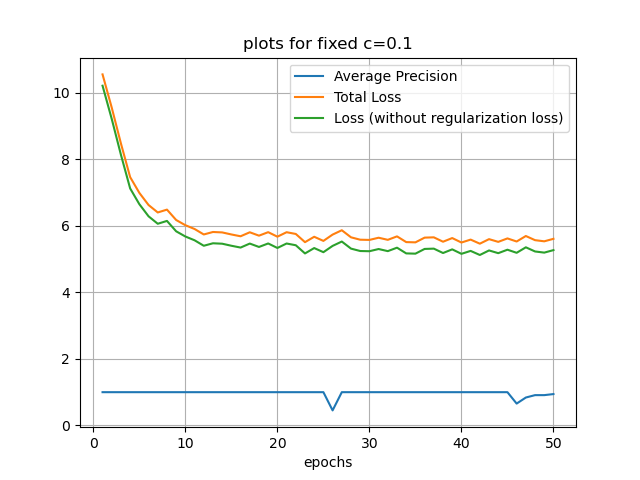 plots for fixed c=0.1
Average Precision
Total Loss
Loss (without regularization loss)
10
8
6
4
2
0
0 10 20 30 40 50
epochs